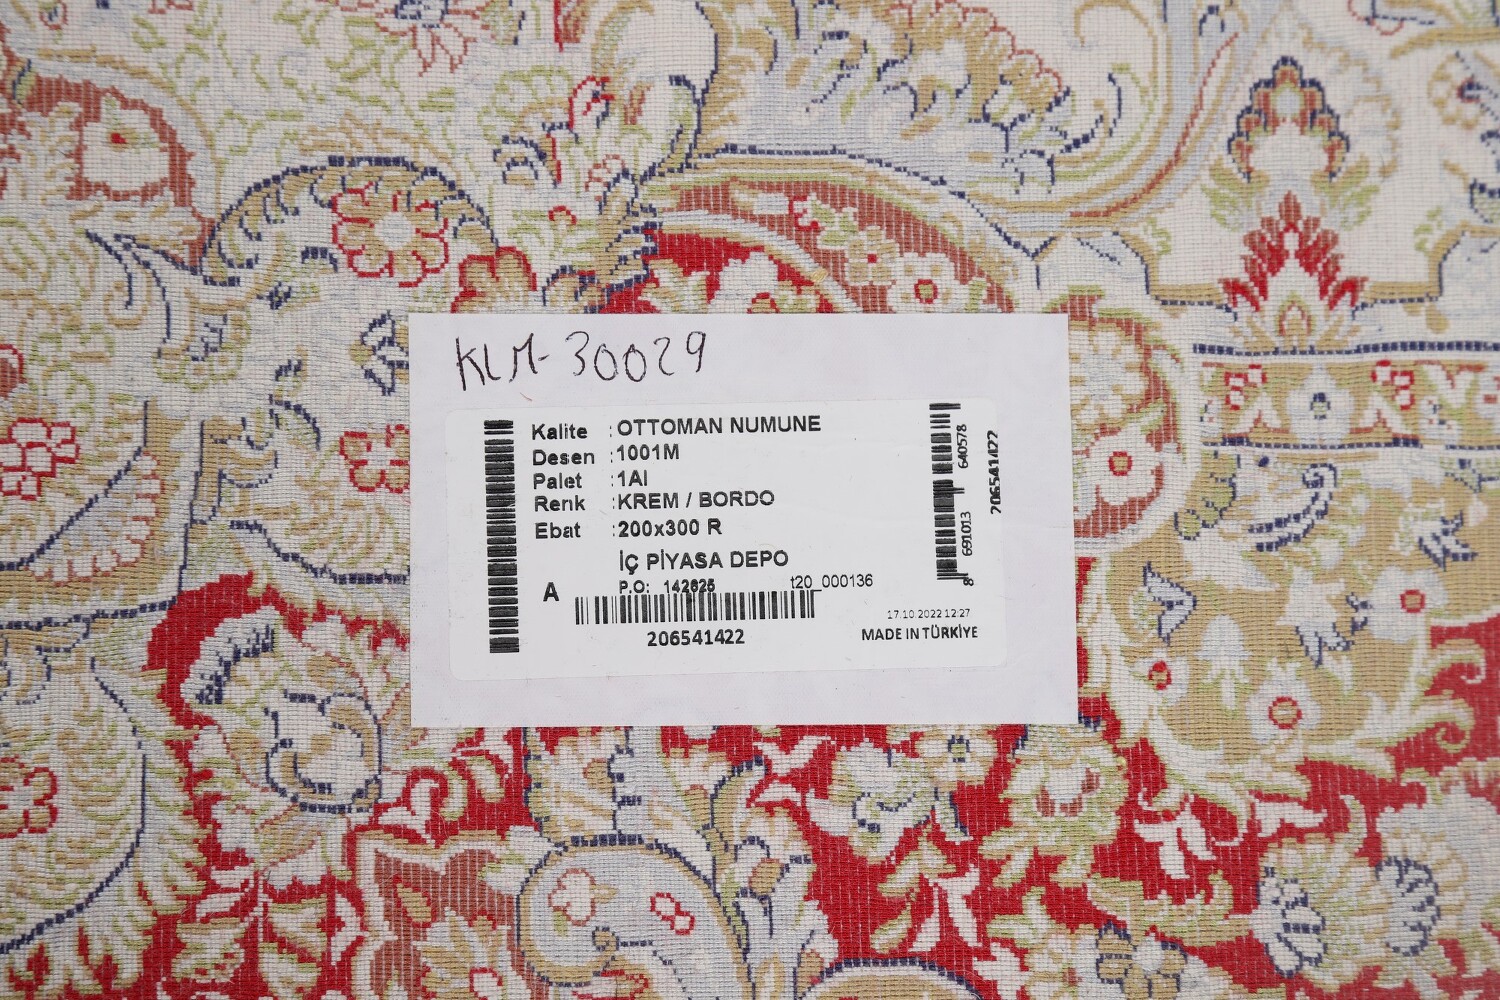 KLM-30029
Kalite : OTTOMAN NUMUNE
Desen : 1001M
Palet : 1AI
Renk : KREM / BORDO
Ebat : 200x300 R
İÇ PİYASA DEPO
A
P.O: 142625 t20_000136
206541422
17.10.2022 12:27
MADE IN TÜRKİYE
8 691013 640578
206541422